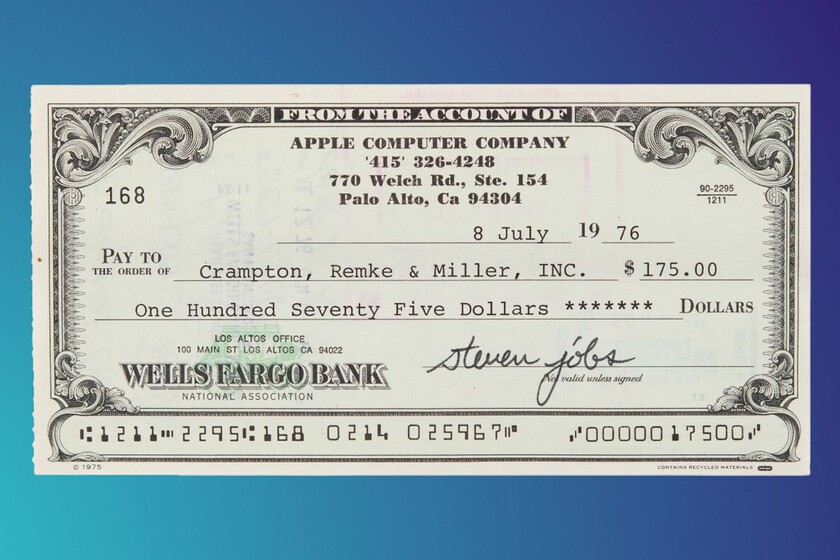 FROM THE ACCOUNT OF
APPLE COMPUTER COMPANY
'415' 326-4248
770 Welch Rd., Ste. 154
Palo Alto, Ca 94304
168
90-2295
1211
8 July 19 76
PAY TO
THE ORDER OF Crampton, Remke & Miller, INC. $175.00
One Hundred Seventy Five Dollars ******* DOLLARS
LOS ALTOS OFFICE
100 MAIN ST LOS ALTOS CA 94022
WELLS FARGO BANK
NATIONAL ASSOCIATION
steven jobs
Not valid unless signed
75
⑆1211⑉2295⑆168 0214 025967⑈ ⑇0000017500⑇
© 1975
CONTAINS RECYCLED MATERIALS